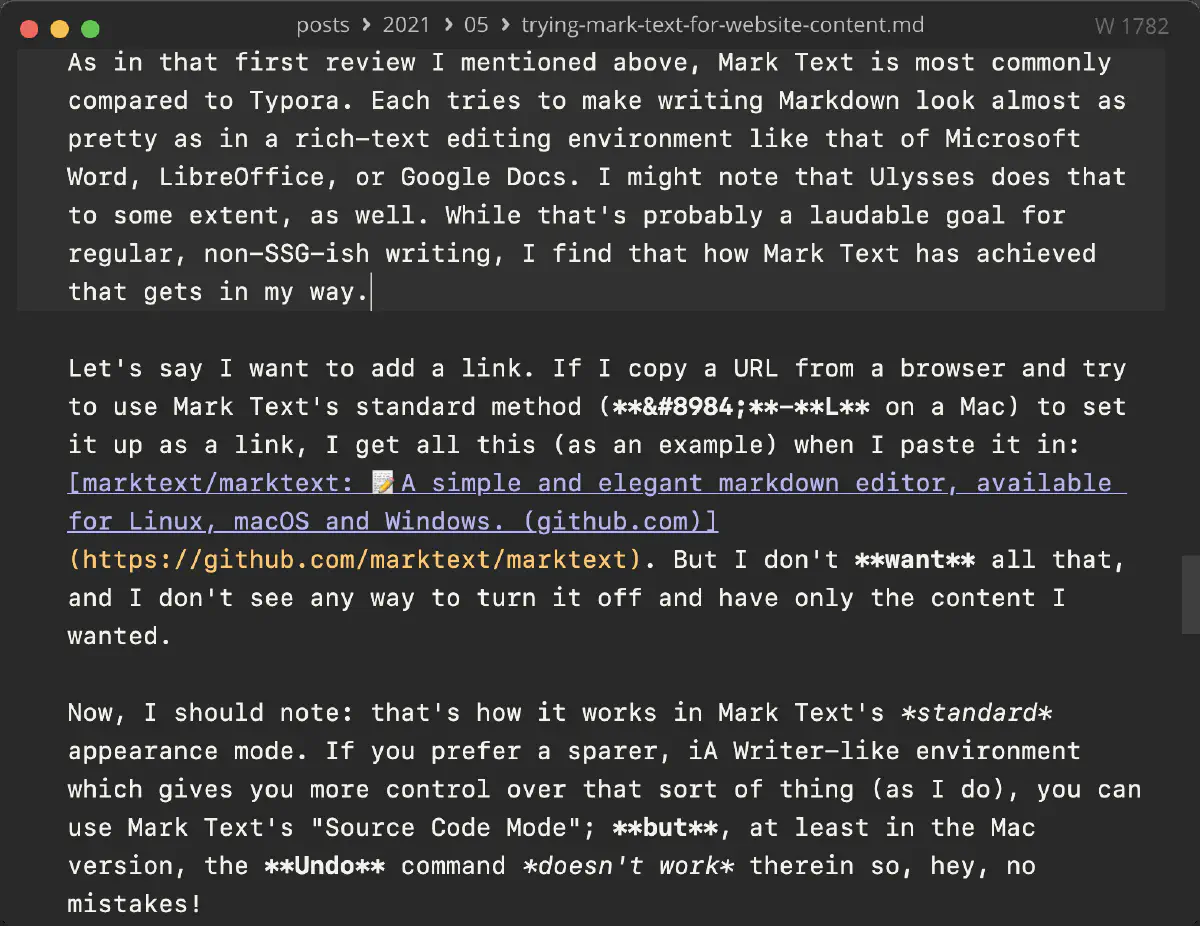 posts › 2021 › 05 › trying-mark-text-for-website-content.md
W 1782
As in that first review I mentioned above, Mark Text is most commonly
compared to Typora. Each tries to make writing Markdown look almost as
pretty as in a rich-text editing environment like that of Microsoft
Word, LibreOffice, or Google Docs. I might note that Ulysses does that
to some extent, as well. While that's probably a laudable goal for
regular, non-SSG-ish writing, I find that how Mark Text has achieved
that gets in my way.
Let's say I want to add a link. If I copy a URL from a browser and try
to use Mark Text's standard method (**&#8984;**-**L** on a Mac) to set
it up as a link, I get all this (as an example) when I paste it in:
[marktext/marktext: 📝A simple and elegant markdown editor, available
for Linux, macOS and Windows. (github.com)]
(https://github.com/marktext/marktext). But I don't **want** all that,
and I don't see any way to turn it off and have only the content I
wanted.
Now, I should note: that's how it works in Mark Text's *standard*
appearance mode. If you prefer a sparer, iA Writer-like environment
which gives you more control over that sort of thing (as I do), you can
use Mark Text's "Source Code Mode"; **but**, at least in the Mac
version, the **Undo** command *doesn't work* therein so, hey, no
mistakes!